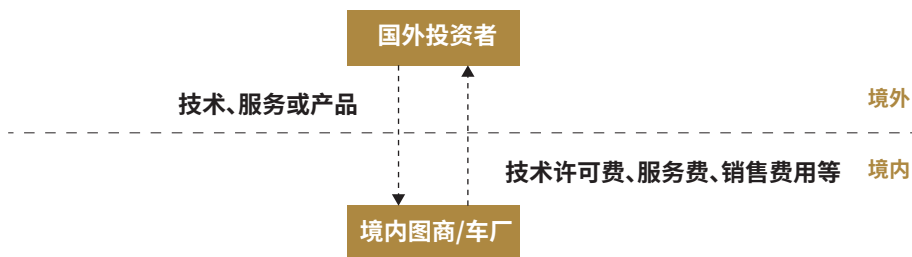 国外投资者
技术、服务或产品
境外
技术许可费、服务费、销售费用等
境内
境内图商/车厂